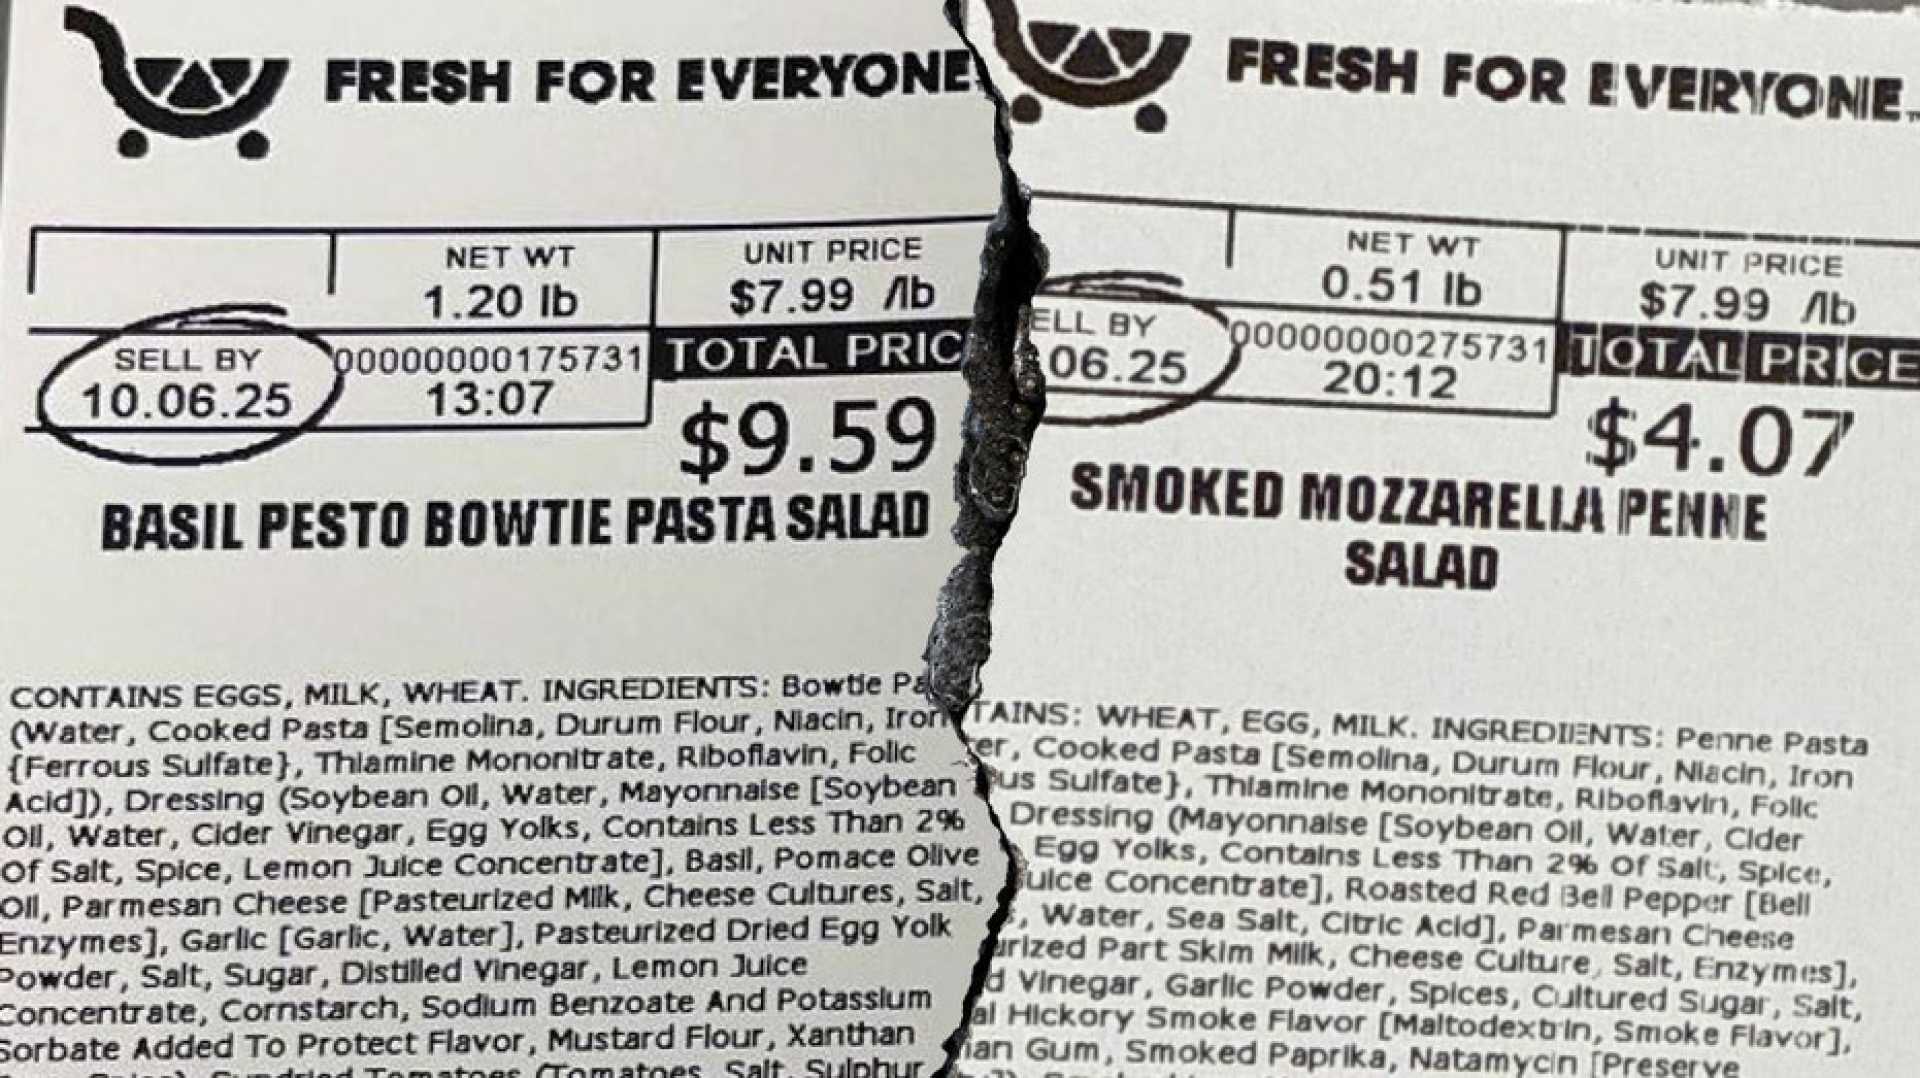 FRESH FOR EVERYONE
NET WT
1.20 lb
UNIT PRICE
$7.99 /lb
SELL BY
10.06.25
00000000175731
13:07
TOTAL PRIC
$9.59
BASIL PESTO BOWTIE PASTA SALAD
CONTAINS EGGS, MILK, WHEAT. INGREDIENTS: Bowtie Pa
(Water, Cooked Pasta [Semolina, Durum Flour, Niacin, Iron
{Ferrous Sulfate}, Thiamine Mononitrate, Riboflavin, Folic
Acid]), Dressing (Soybean Oil, Water, Mayonnaise [Soybean
Oil, Water, Cider Vinegar, Egg Yolks, Contains Less Than 2%
Of Salt, Spice, Lemon Juice Concentrate], Basil, Pomace Olive
Oil, Parmesan Cheese [Pasteurized Milk, Cheese Cultures, Salt,
Enzymes], Garlic [Garlic, Water], Pasteurized Dried Egg Yolk
Powder, Salt, Sugar, Distilled Vinegar, Lemon Juice
Concentrate, Cornstarch, Sodium Benzoate And Potassium
Sorbate Added To Protect Flavor, Mustard Flour, Xanthan
Sundried Tomatoes (Tomatoes, Salt, Sulphur
FRESH FOR EVERYONE™
NET WT
0.51 lb
UNIT PRICE
$7.99 /lb
ELL BY
06.25
00000000275731
20:12
TOTAL PRICE
$4.07
SMOKED MOZZARELLA PENNE
SALAD
TAINS: WHEAT, EGG, MILK. INGREDIENTS: Penne Pasta
er, Cooked Pasta [Semolina, Durum Flour, Niacin, Iron
ous Sulfate}, Thiamine Mononitrate, Riboflavin, Folic
Dressing (Mayonnaise [Soybean Oil, Water, Cider
Egg Yolks, Contains Less Than 2% Of Salt, Spice,
Juice Concentrate], Roasted Red Bell Pepper [Bell
s, Water, Sea Salt, Citric Acid], Parmesan Cheese
urized Part Skim Milk, Cheese Culture, Salt, Enzymes],
d Vinegar, Garlic Powder, Spices, Cultured Sugar, Salt,
al Hickory Smoke Flavor [Maltodextrin, Smoke Flavor],
han Gum, Smoked Paprika, Natamycin [Preserve